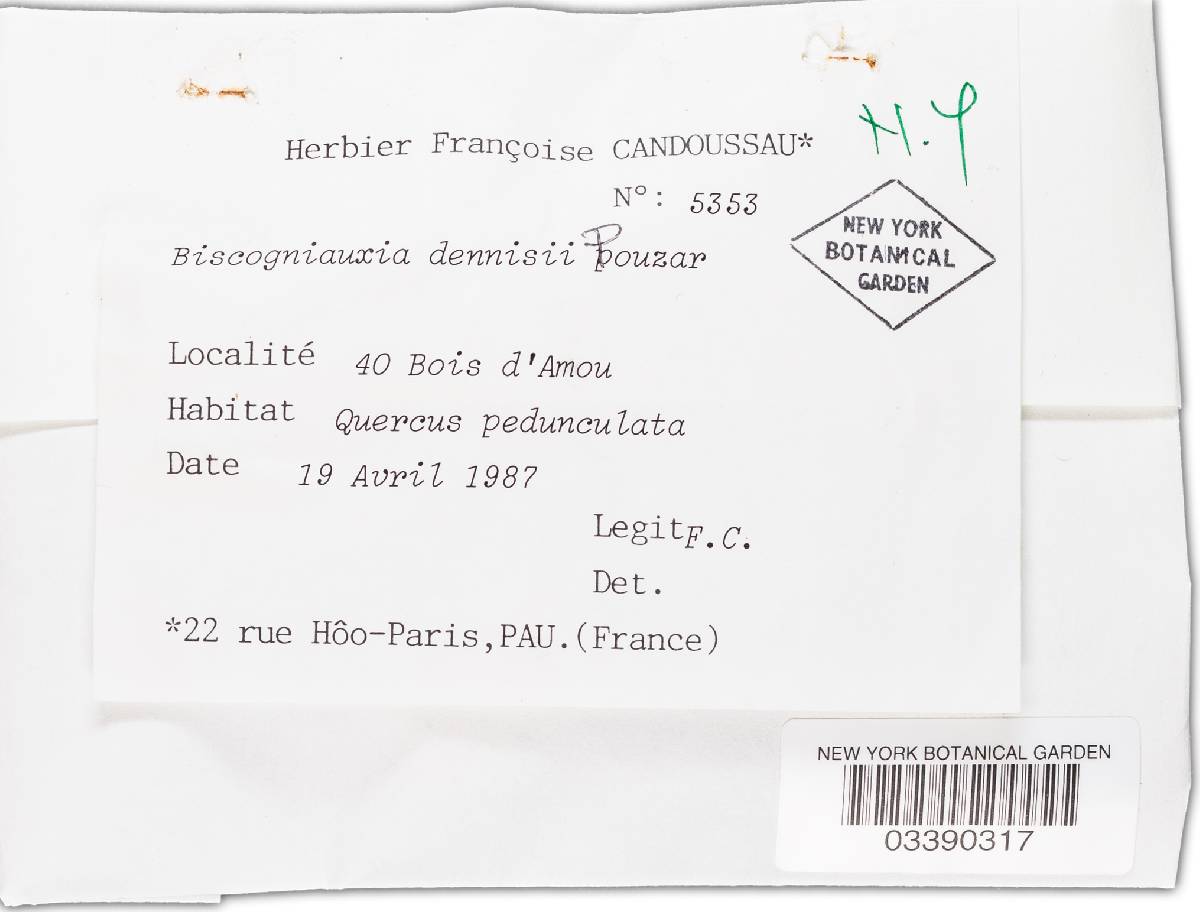 N.Y
Herbier Françoise CANDOUSSAU*
N°: 5353
NEW YORK
BOTANICAL
GARDEN
Biscogniauxia dennisii Pouzar
Localité 40 Bois d'Amou
Habitat Quercus pedunculata
Date 19 Avril 1987
Legit F.C.
Det.
*22 rue Hôo-Paris,PAU.(France)
NEW YORK BOTANICAL GARDEN
03390317